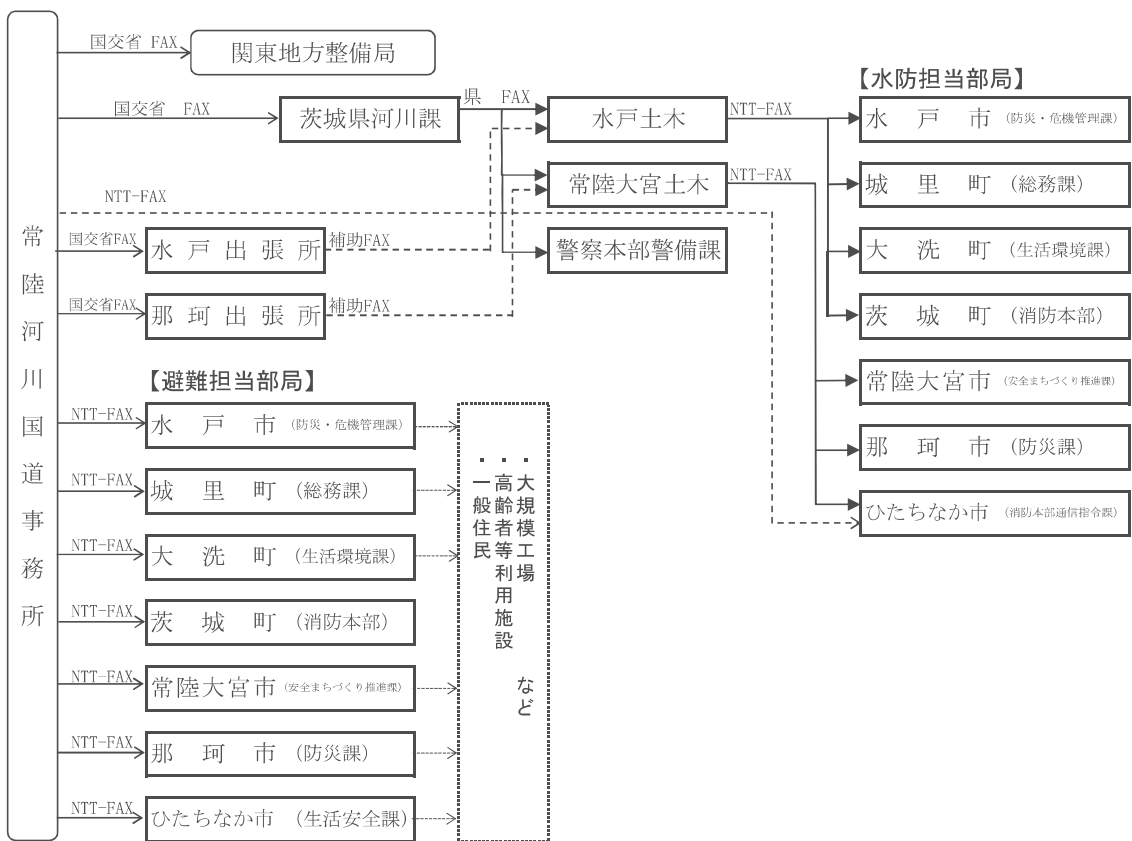 常陸河川国道事務所
国交省 FAX
関東地方整備局
国交省 FAX
茨城県河川課
県 FAX
水戸土木
NTT-FAX
常陸大宮土木
NTT-FAX
警察本部警備課
NTT-FAX
国交省FAX
水戸出張所
補助FAX
国交省FAX
那珂出張所
補助FAX
【水防担当部局】
水戸市 (防災・危機管理課)
城里町 (総務課)
大洗町 (生活環境課)
茨城町 (消防本部)
常陸大宮市 (安全まちづくり推進課)
那珂市 (防災課)
ひたちなか市 (消防本部通信指令課)
【避難担当部局】
NTT-FAX
水戸市 (防災・危機管理課)
NTT-FAX
城里町 (総務課)
NTT-FAX
大洗町 (生活環境課)
NTT-FAX
茨城町 (消防本部)
NTT-FAX
常陸大宮市 (安全まちづくり推進課)
NTT-FAX
那珂市 (防災課)
NTT-FAX
ひたちなか市 (生活安全課)
・大規模工場 など
・高齢者等利用施設
・一般住民